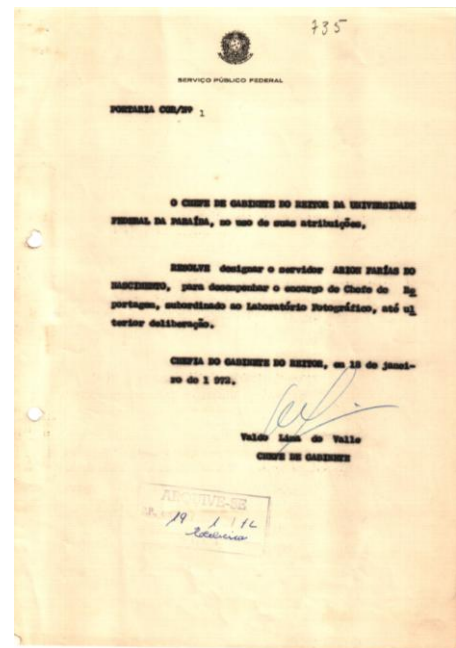 735
SERVIÇO PÚBLICO FEDERAL
PORTARIA CGR/Nº 1
O CHEFE DE GABINETE DO REITOR DA UNIVERSIDADE
FEDERAL DA PARAÍBA, no uso de suas atribuições,
RESOLVE designar o servidor ARION FARIAS DO
NASCIMENTO, para desempenhar o encargo de Chefe de Re
portagem, subordinado ao Laboratório Fotográfico, até ul
terior deliberação.
CHEFIA DO GABINETE DO REITOR, em 18 de janei-
ro de 1 972.
Valdo Lima do Valle
CHEFE DE GABINETE
ARQUIVE-SE
19 1